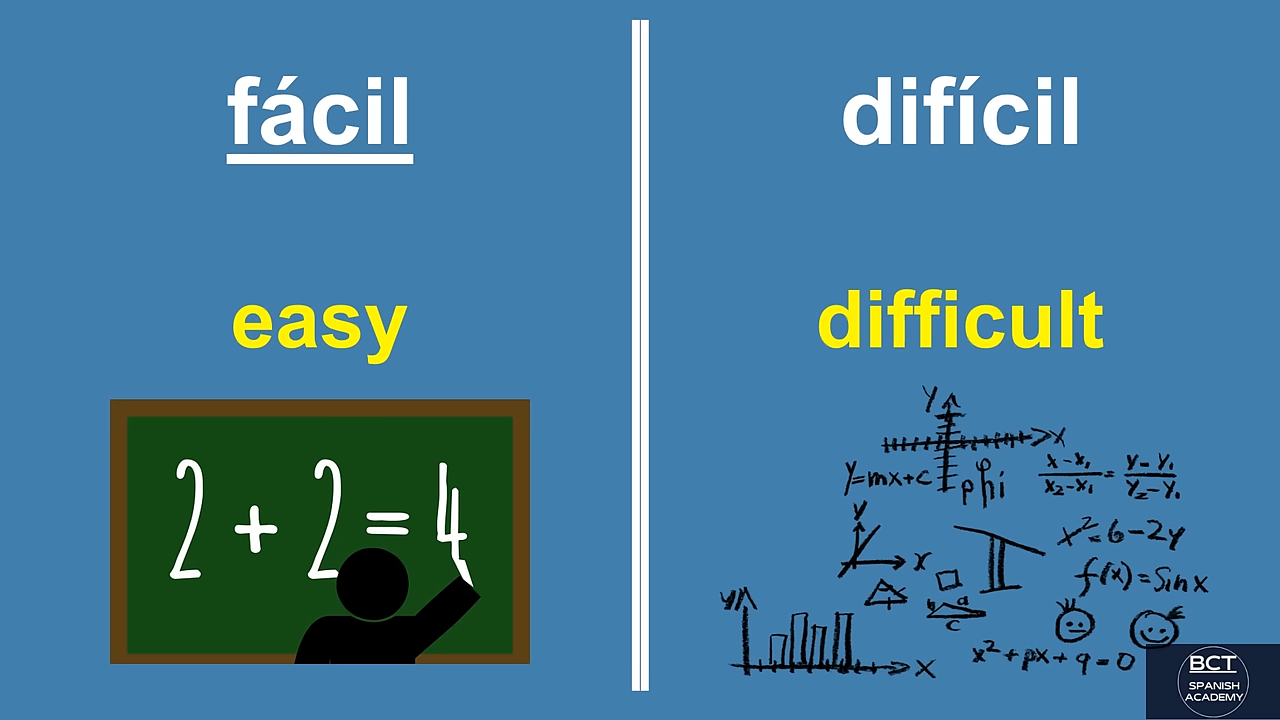 fácil
easy
2 + 2 = 4
difícil
difficult
Y
X
y=mx+c
phi
x-x₁/x₂-x₁ = y-y₁/y₂-y₁
y
x
x²=6-2y
f(x)=Sinx
b a
c
y
x
x²+px+q=0
BCT
SPANISH
ACADEMY